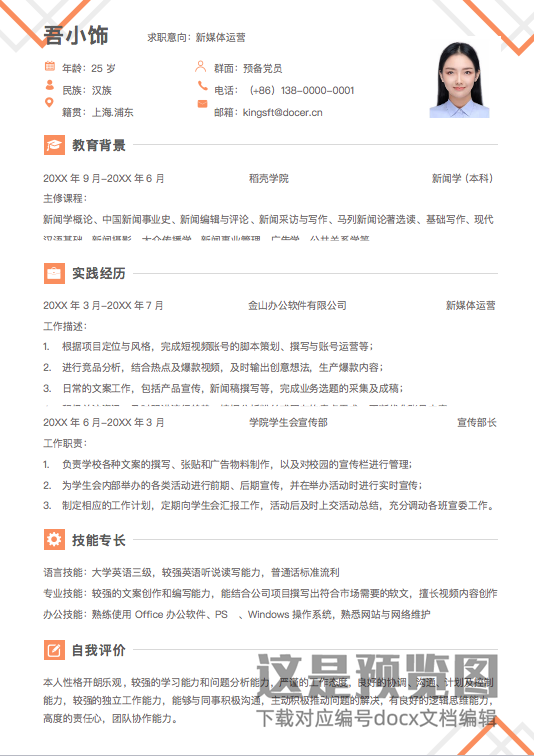 吾小饰
求职意向：新媒体运营
年龄：25 岁
群面：预备党员
民族：汉族
电话：（+86）138-0000-0001
籍贯：上海.浦东
邮箱：kingsft@docer.cn
教育背景
20XX 年 9 月-20XX 年 6 月 稻壳学院 新闻学（本科）
主修课程：
新闻学概论、中国新闻事业史、新闻编辑与评论、新闻采访与写作、马列新闻论著选读、基础写作、现代
汉语基础、新闻摄影、大众传播学、新闻事业管理、广告学、公共关系学等
实践经历
20XX 年 3 月-20XX 年 7 月 金山办公软件有限公司 新媒体运营
工作描述：
1. 根据项目定位与风格，完成短视频账号的脚本策划、撰写与账号运营等；
2. 进行竞品分析，结合热点及爆款视频，及时输出创意想法，生产爆款内容；
3. 日常的文案工作，包括产品宣传，新闻稿撰写等，完成业务选题的采集及成稿；
20XX 年 6 月-20XX 年 3 月 学院学生会宣传部 宣传部长
工作职责：
1. 负责学校各种文案的撰写、张贴和广告物料制作，以及对校园的宣传栏进行管理；
2. 为学生会内部举办的各类活动进行前期、后期宣传，并在举办活动时进行实时宣传；
3. 制定相应的工作计划，定期向学生会汇报工作，活动后及时上交活动总结，充分调动各班宣委工作。
技能专长
语言技能：大学英语三级，较强英语听说读写能力，普通话标准流利
专业技能：较强的文案创作和编写能力，能结合公司项目撰写出符合市场需要的软文，擅长视频内容创作
办公技能：熟练使用 Office 办公软件、PS 、Windows 操作系统，熟悉网站与网络维护
自我评价
本人性格开朗乐观，较强的学习能力和问题分析能力，严谨的工作态度，良好的协调、沟通、计划及控制
能力，较强的独立工作能力，能够与同事积极沟通，主动积极推动问题的解决，有良好的逻辑思维能力，
高度的责任心，团队协作能力。
这是预览图
下载对应编号docx文档编辑